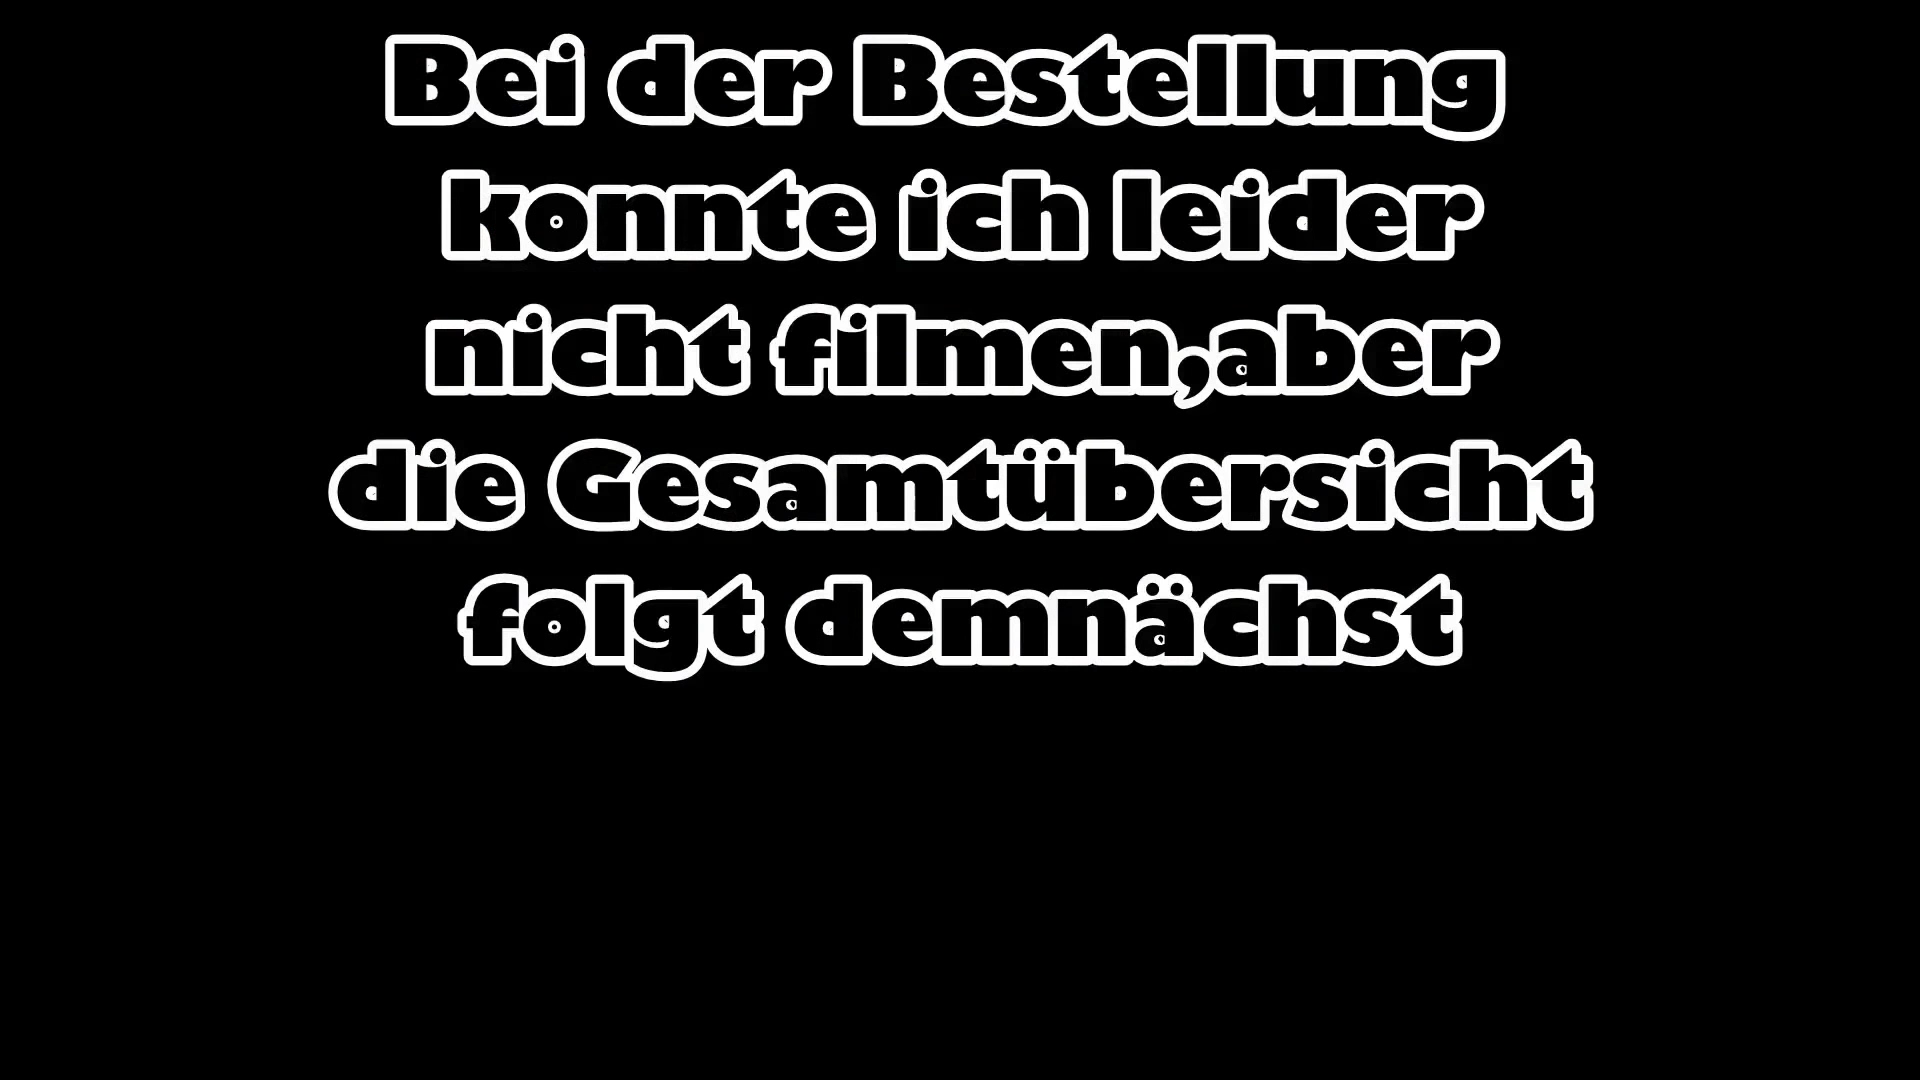 Bei der Bestellung
konnte ich leider
nicht filmen,aber
die Gesamtübersicht
folgt demnächst